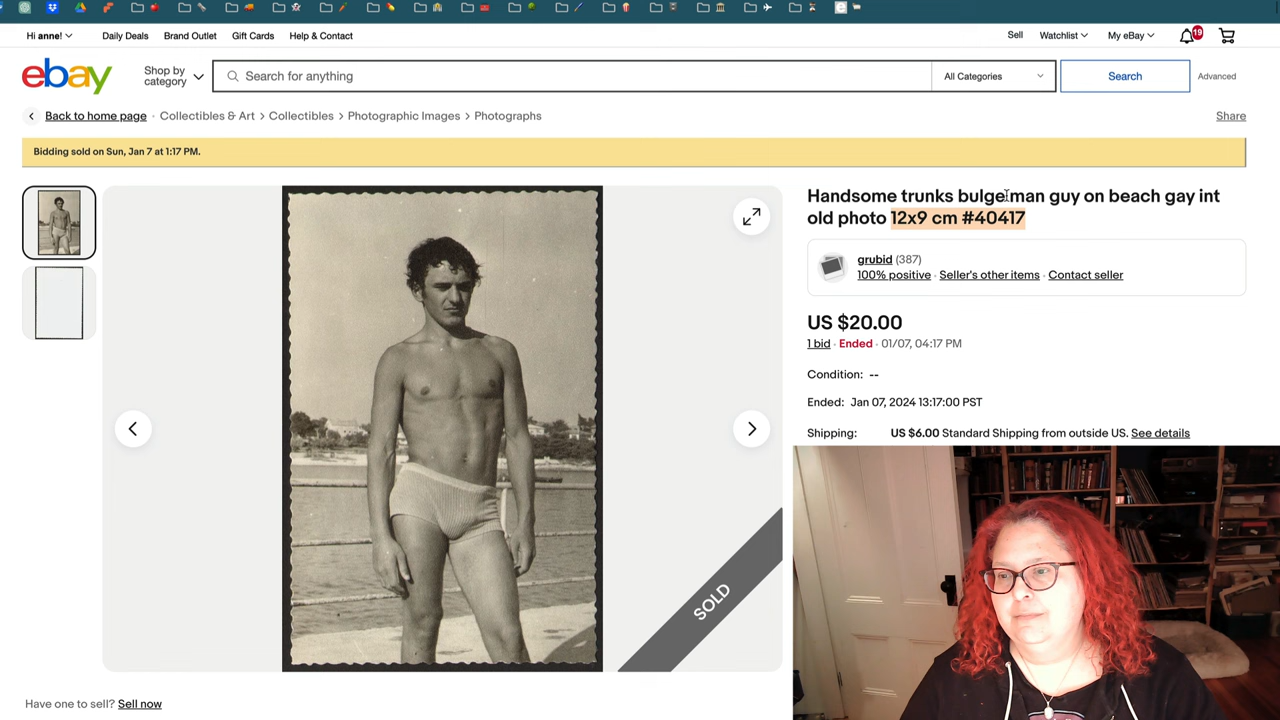 Hi anne!
Daily Deals
Brand Outlet
Gift Cards
Help & Contact
Sell
Watchlist
My eBay
19
ebay
Shop by
category
Search for anything
All Categories
Search
Advanced
Back to home page
Collectibles & Art > Collectibles > Photographic Images > Photographs
Share
Bidding sold on Sun, Jan 7 at 1:17 PM.
Handsome trunks bulge man guy on beach gay int
old photo 12x9 cm #40417
grubid (387)
100% positive · Seller's other items · Contact seller
US $20.00
1 bid · Ended · 01/07, 04:17 PM
Condition: --
Ended: Jan 07, 2024 13:17:00 PST
Shipping: US $6.00 Standard Shipping from outside US. See details
SOLD
Have one to sell? Sell now